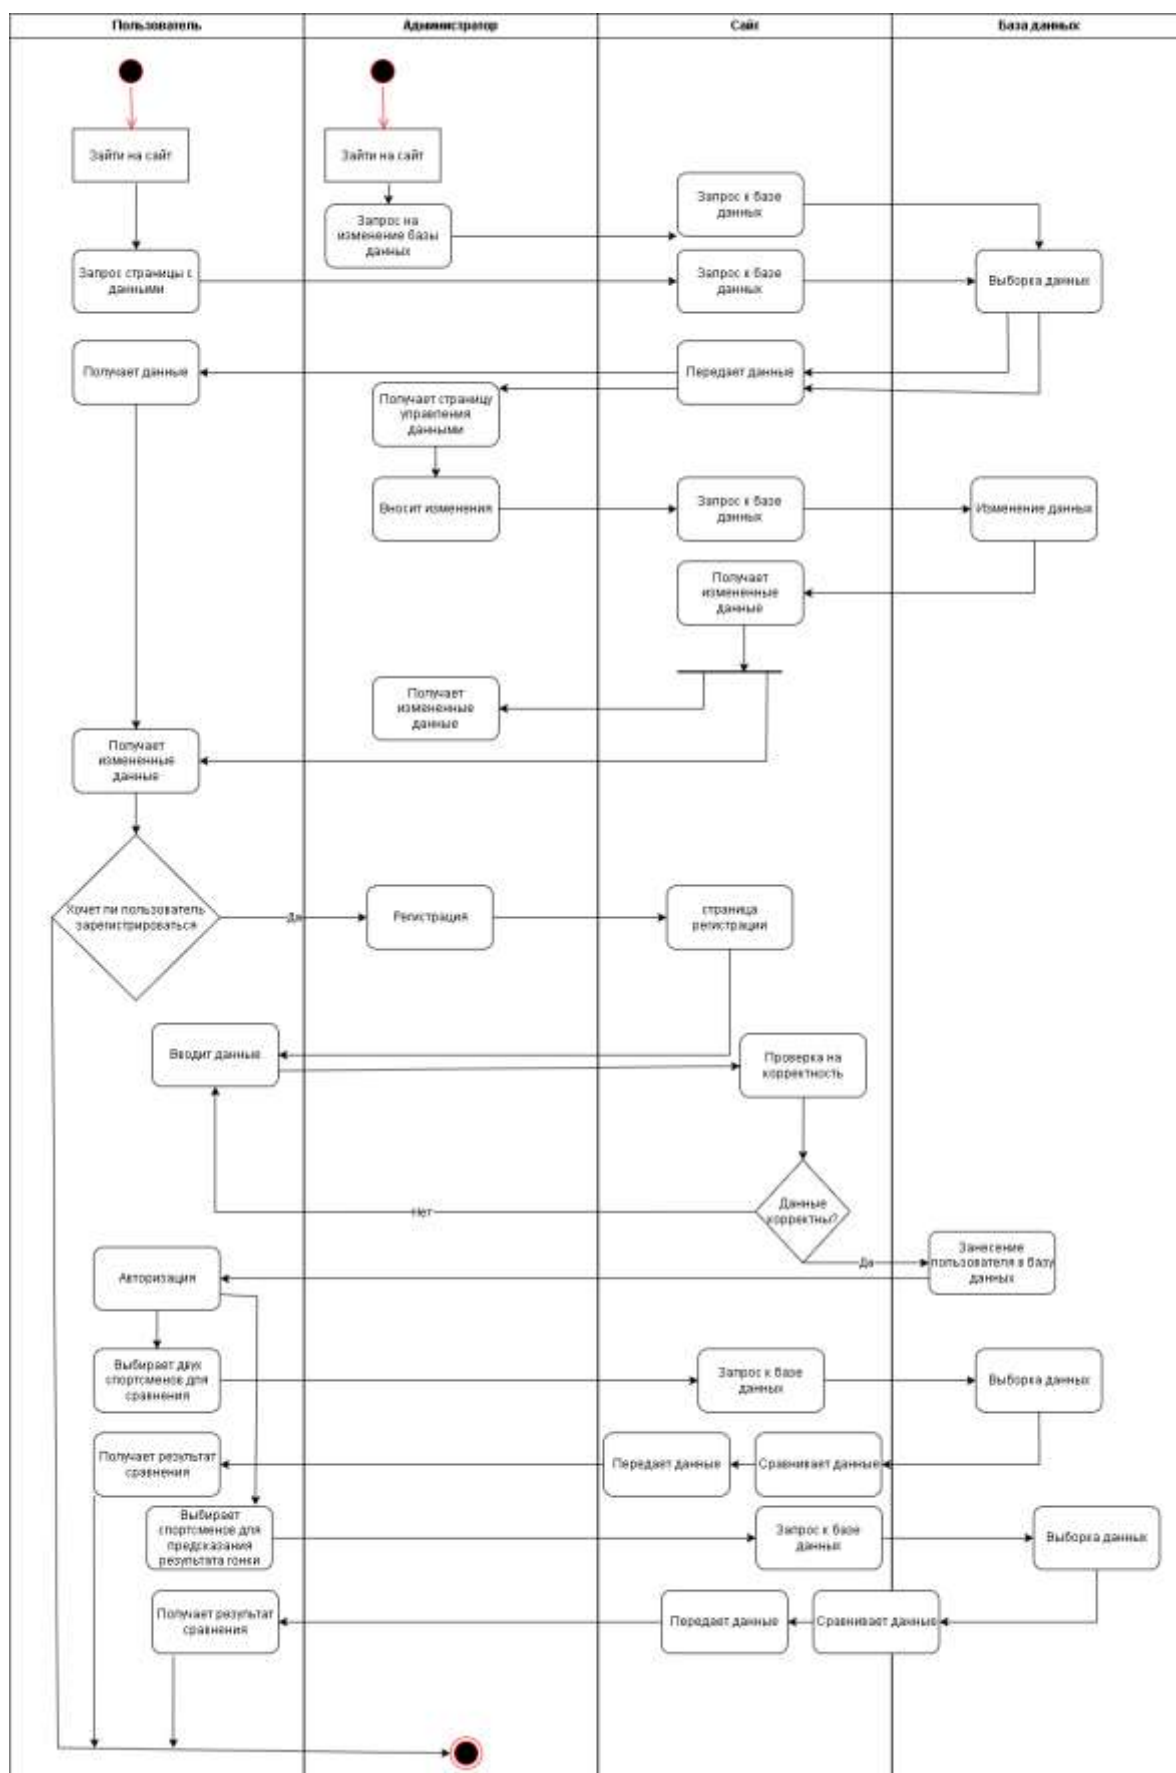 Пользователь
Администратор
Сайт
База данных
Зайти на сайт
Зайти на сайт
Запрос к базе
данных
Запрос на
изменение базы
данных
Запрос страницы с
данными
Запрос к базе
данных
Выборка данных
Получает данные
Передает данные
Получает страницу
управления
данными
Вносит изменения
Запрос к базе
данных
Изменение данных
Получает
измененные
данные
Получает
измененные
данные
Получает
измененные
данные
Хочет ли пользователь
зарегистрироваться
Да
Регистрация
страница
регистрации
Вводит данные
Проверка на
корректность
Данные
корректны?
Нет
Да
Занесение
пользователя в базу
данных
Авторизация
Выбирает двух
спортсменов для
сравнения
Запрос к базе
данных
Выборка данных
Получает результат
сравнения
Передает данные
Сравнивает данные
Выбирает
спортсменов для
предсказания
результата гонки
Запрос к базе
данных
Выборка данных
Получает результат
сравнения
Передает данные
Сравнивает данные